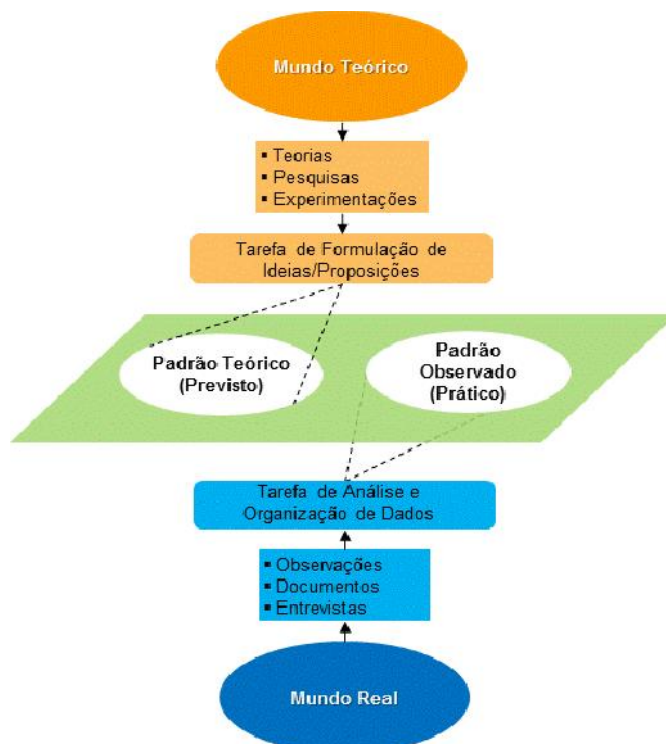 Mundo Teórico
▪ Teorias
▪ Pesquisas
▪ Experimentações
Tarefa de Formulação de
Ideias/Proposições
Padrão Teórico
(Previsto)
Padrão
Observado
(Prático)
Tarefa de Análise e
Organização de Dados
▪ Observações
▪ Documentos
▪ Entrevistas
Mundo Real